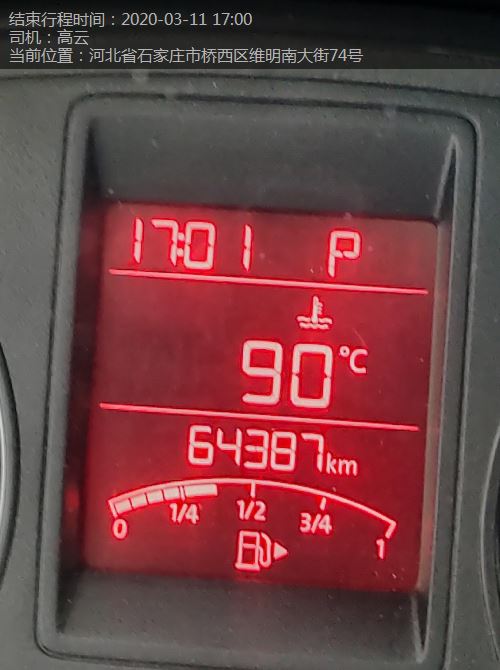 结束行程时间：2020-03-11 17:00
司机：高云
当前位置：河北省石家庄市桥西区维明南大街74号
17:01 P
90°C
64387km
0 1/4 1/2 3/4 1